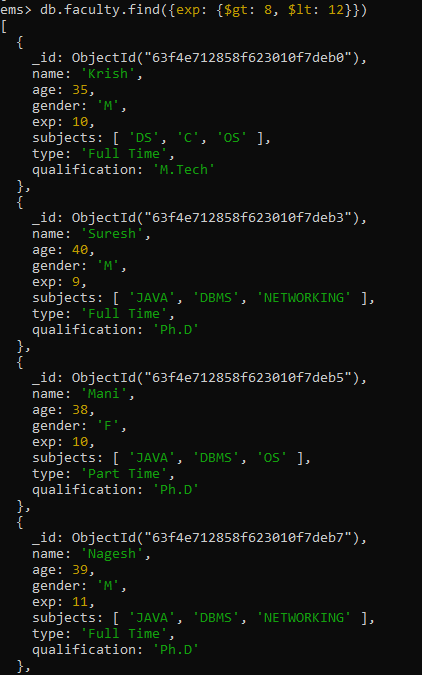 ems> db.faculty.find({exp: {$gt: 8, $lt: 12}})
[
  {
    _id: ObjectId("63f4e712858f623010f7deb0"),
    name: 'Krish',
    age: 35,
    gender: 'M',
    exp: 10,
    subjects: [ 'DS', 'C', 'OS' ],
    type: 'Full Time',
    qualification: 'M.Tech'
  },
  {
    _id: ObjectId("63f4e712858f623010f7deb3"),
    name: 'Suresh',
    age: 40,
    gender: 'M',
    exp: 9,
    subjects: [ 'JAVA', 'DBMS', 'NETWORKING' ],
    type: 'Full Time',
    qualification: 'Ph.D'
  },
  {
    _id: ObjectId("63f4e712858f623010f7deb5"),
    name: 'Mani',
    age: 38,
    gender: 'F',
    exp: 10,
    subjects: [ 'JAVA', 'DBMS', 'OS' ],
    type: 'Part Time',
    qualification: 'Ph.D'
  },
  {
    _id: ObjectId("63f4e712858f623010f7deb7"),
    name: 'Nagesh',
    age: 39,
    gender: 'M',
    exp: 11,
    subjects: [ 'JAVA', 'DBMS', 'NETWORKING' ],
    type: 'Full Time',
    qualification: 'Ph.D'
  },